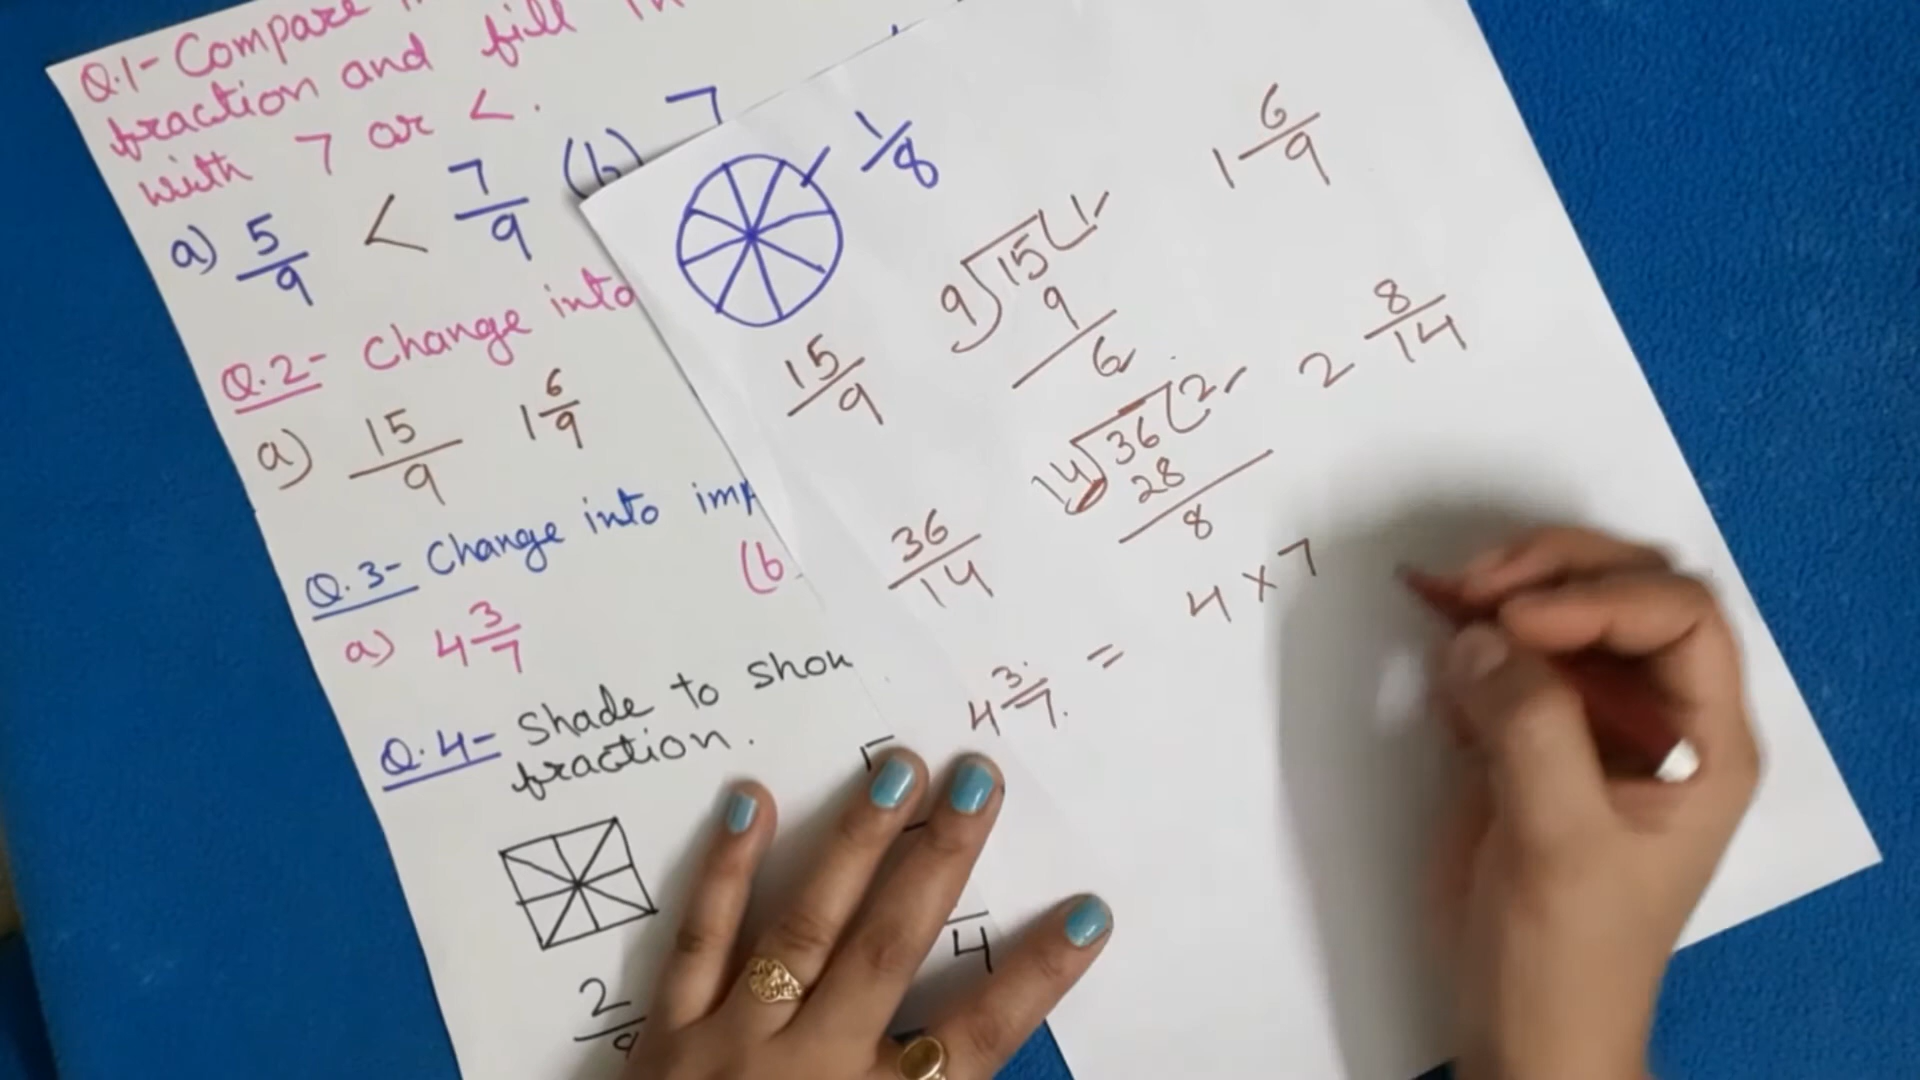 Q.1- Compare
fraction and fill in
with 7 or <.
a) 5/9 < 7/9 (b) 7
Q.2- Change into
a) 15/9 1 6/9
Q.3- Change into imp
a) 4 3/7 (b
Q.4- Shade to show
fraction.
2/
4
1/8
15/9
9 15 1
9
6
1 6/9
36/14
14 36 2
28
8
2 8/14
4 3/7 = 4 x 7